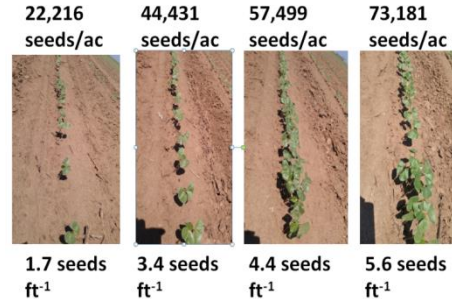 22,216
seeds/ac
44,431
seeds/ac
57,499
seeds/ac
73,181
seeds/ac
1.7 seeds
ft⁻¹
3.4 seeds
ft⁻¹
4.4 seeds
ft⁻¹
5.6 seeds
ft⁻¹